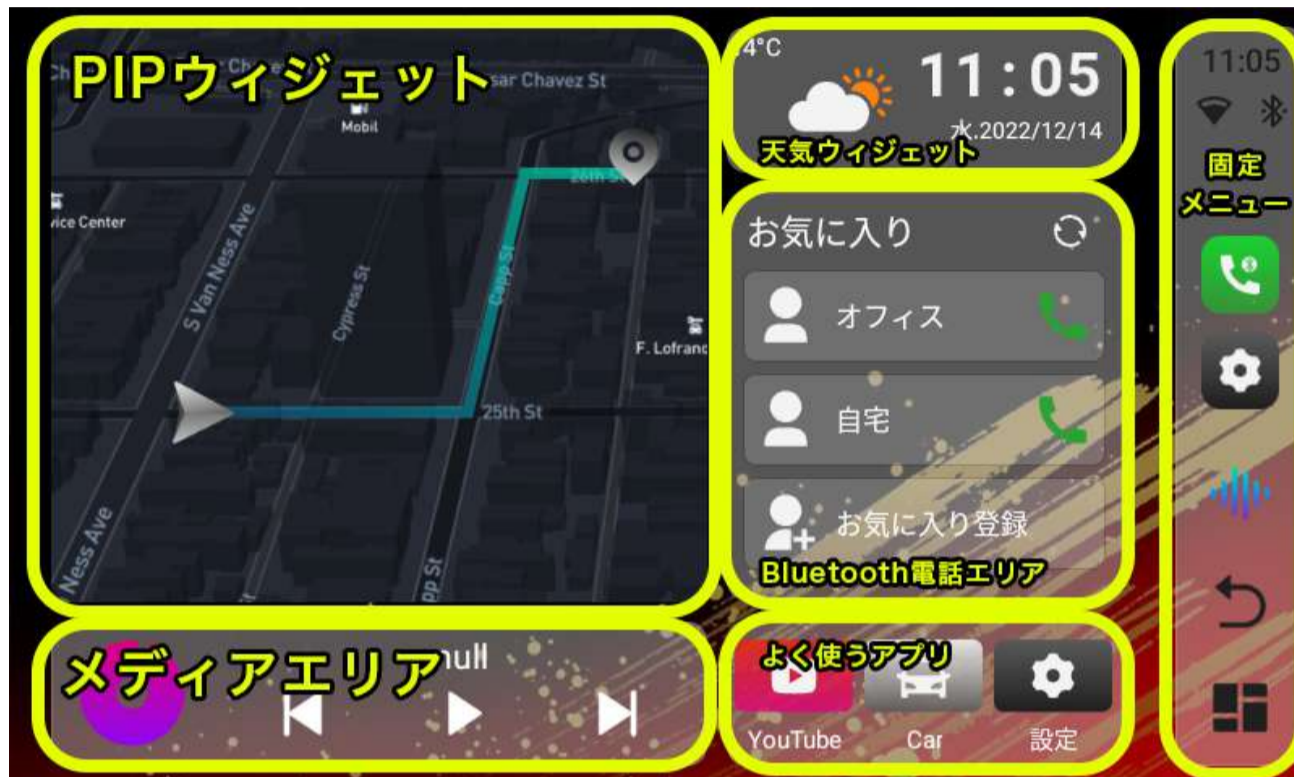 PIPウィジェット
sar Chavez St
Mobil
26th St
vice Center
S Van Ness Ave
Cypress St
Capp St
F. Lofranc
25th St
Ness Ave
pp St
4°C
11:05
水.2022/12/14
天気ウィジェット
お気に入り
オフィス
自宅
お気に入り登録
Bluetooth電話エリア
メディアエリア
null
よく使うアプリ
YouTube
Car
設定
11:05
固定
メニュー